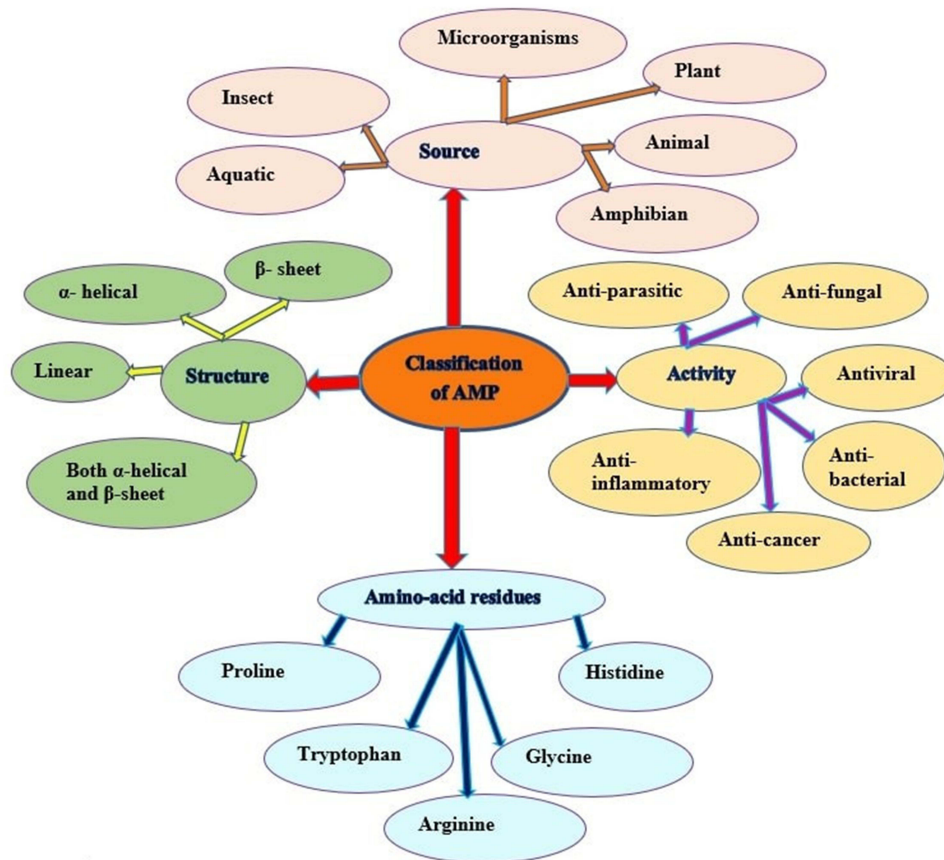 Microorganisms
Plant
Insect
Source
Animal
Aquatic
Amphibian
β- sheet
α- helical
Anti-parasitic
Anti-fungal
Linear
Structure
Classification
of AMP
Activity
Antiviral
Both α-helical
and β-sheet
Anti-
inflammatory
Anti-
bacterial
Anti-cancer
Amino-acid residues
Proline
Histidine
Tryptophan
Glycine
Arginine